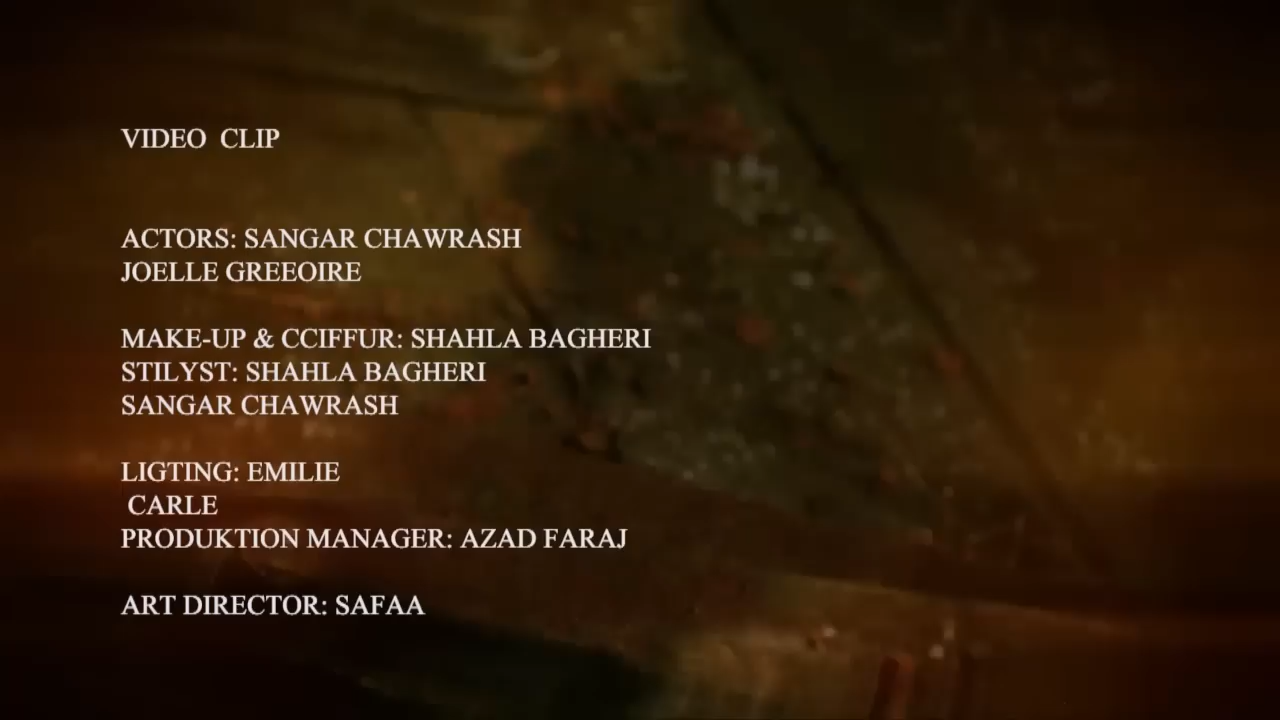 VIDEO CLIP
ACTORS: SANGAR CHAWRASH
JOELLE GREEOIRE
MAKE-UP & CCIFFUR: SHAHLA BAGHERI
STILYST: SHAHLA BAGHERI
SANGAR CHAWRASH
LIGTING: EMILIE
CARLE
PRODUKTION MANAGER: AZAD FARAJ
ART DIRECTOR: SAFAA